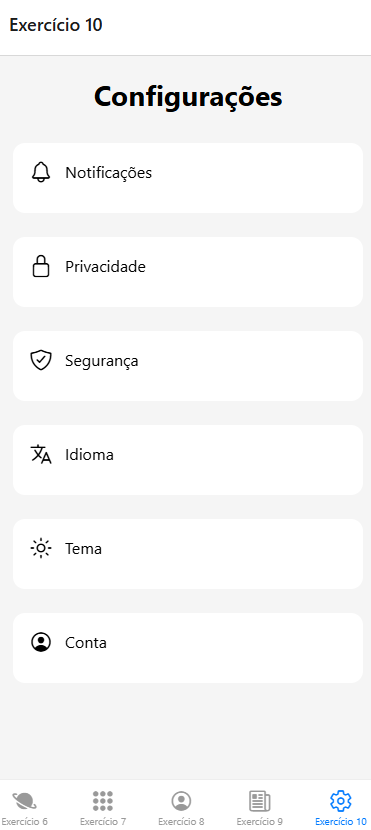 Exercício 10
Configurações
Notificações
Privacidade
Segurança
Idioma
Tema
Conta
Exercício 6 Exercício 7 Exercício 8 Exercício 9 Exercício 10